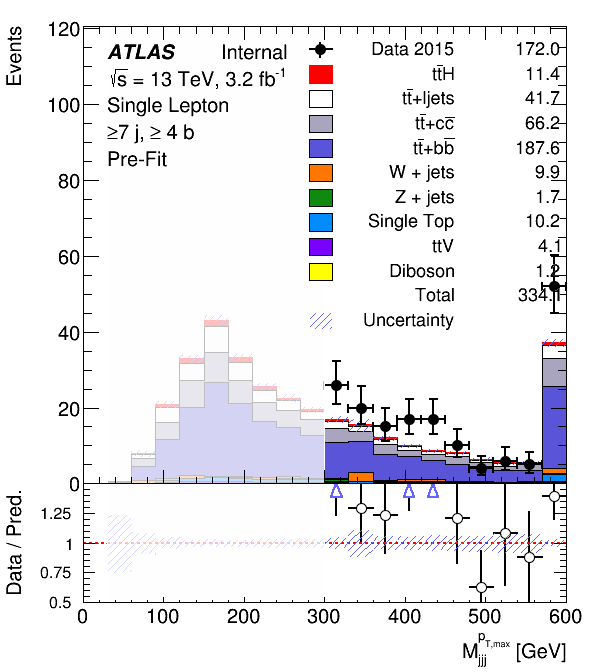 Events
120
100
80
60
40
20
0
ATLAS Internal
√s = 13 TeV, 3.2 fb⁻¹
Single Lepton
≥7 j, ≥ 4 b
Pre-Fit
Data 2015 172.0
tt̄H 11.4
tt̄+ljets 41.7
tt̄+cc̄ 66.2
tt̄+bb̄ 187.6
W + jets 9.9
Z + jets 1.7
Single Top 10.2
ttV 4.1
Diboson 1.2
Total 334.1
Uncertainty
Data / Pred.
1.25
1
0.75
0.5
0 100 200 300 400 500 600
M_jjj^{p_{T,max}} [GeV]